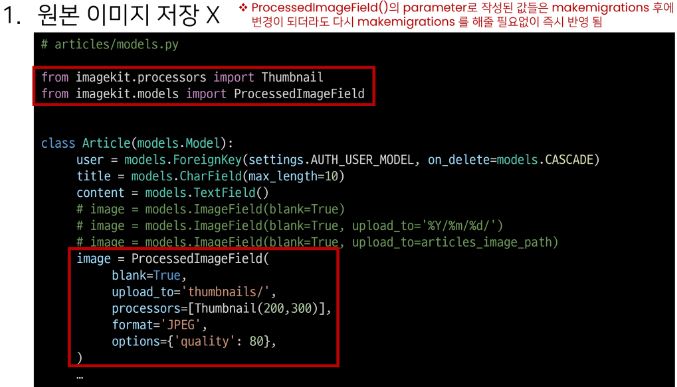 1. 원본 이미지 저장 X
❖ ProcessedImageField()의 parameter로 작성된 값들은 makemigrations 후에
변경이 되더라도 다시 makemigrations 를 해줄 필요없이 즉시 반영 됨
# articles/models.py
from imagekit.processors import Thumbnail
from imagekit.models import ProcessedImageField
class Article(models.Model):
    user = models.ForeignKey(settings.AUTH_USER_MODEL, on_delete=models.CASCADE)
    title = models.CharField(max_length=10)
    content = models.TextField()
    # image = models.ImageField(blank=True)
    # image = models.ImageField(blank=True, upload_to='%Y/%m/%d/')
    # image = models.ImageField(blank=True, upload_to=articles_image_path)
    image = ProcessedImageField(
        blank=True,
        upload_to='thumbnails/',
        processors=[Thumbnail(200,300)],
        format='JPEG',
        options={'quality': 80},
    )
    …